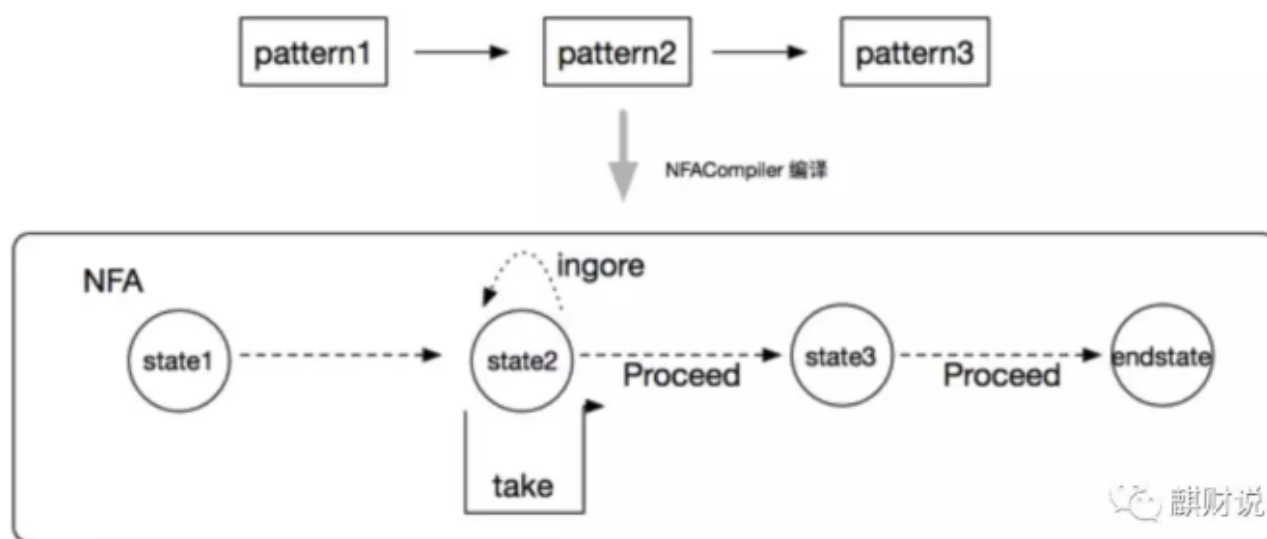 pattern1
pattern2
pattern3
NFACompiler 编译
NFA
ingore
state1
state2
state3
endstate
Proceed
Proceed
take
麒财说